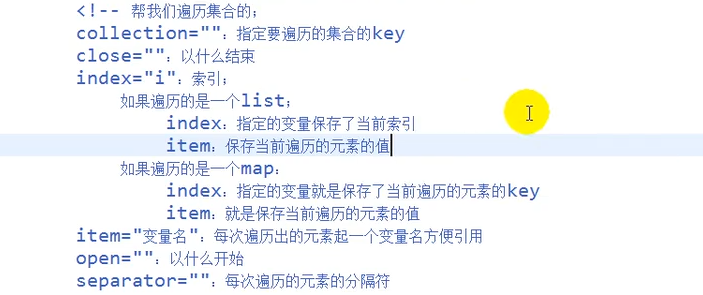 <!-- 帮我们遍历集合的；
collection=""：指定要遍历的集合的key
close=""：以什么结束
index="i"：索引；
如果遍历的是一个list；
index：指定的变量保存了当前索引
item：保存当前遍历的元素的值
如果遍历的是一个map：
index：指定的变量就是保存了当前遍历的元素的key
item：就是保存当前遍历的元素的值
item="变量名"：每次遍历出的元素起一个变量名方便引用
open=""：以什么开始
separator=""：每次遍历的元素的分隔符